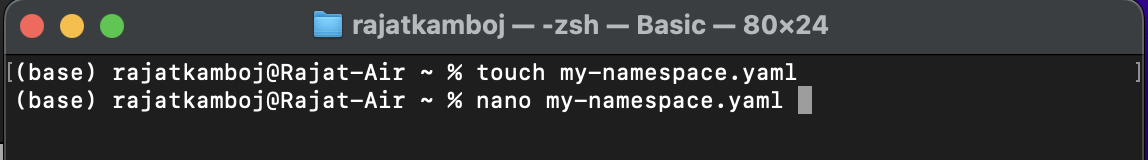 rajatkamboj — -zsh — Basic — 80×24
[(base) rajatkamboj@Rajat-Air ~ % touch my-namespace.yaml ]
(base) rajatkamboj@Rajat-Air ~ % nano my-namespace.yaml